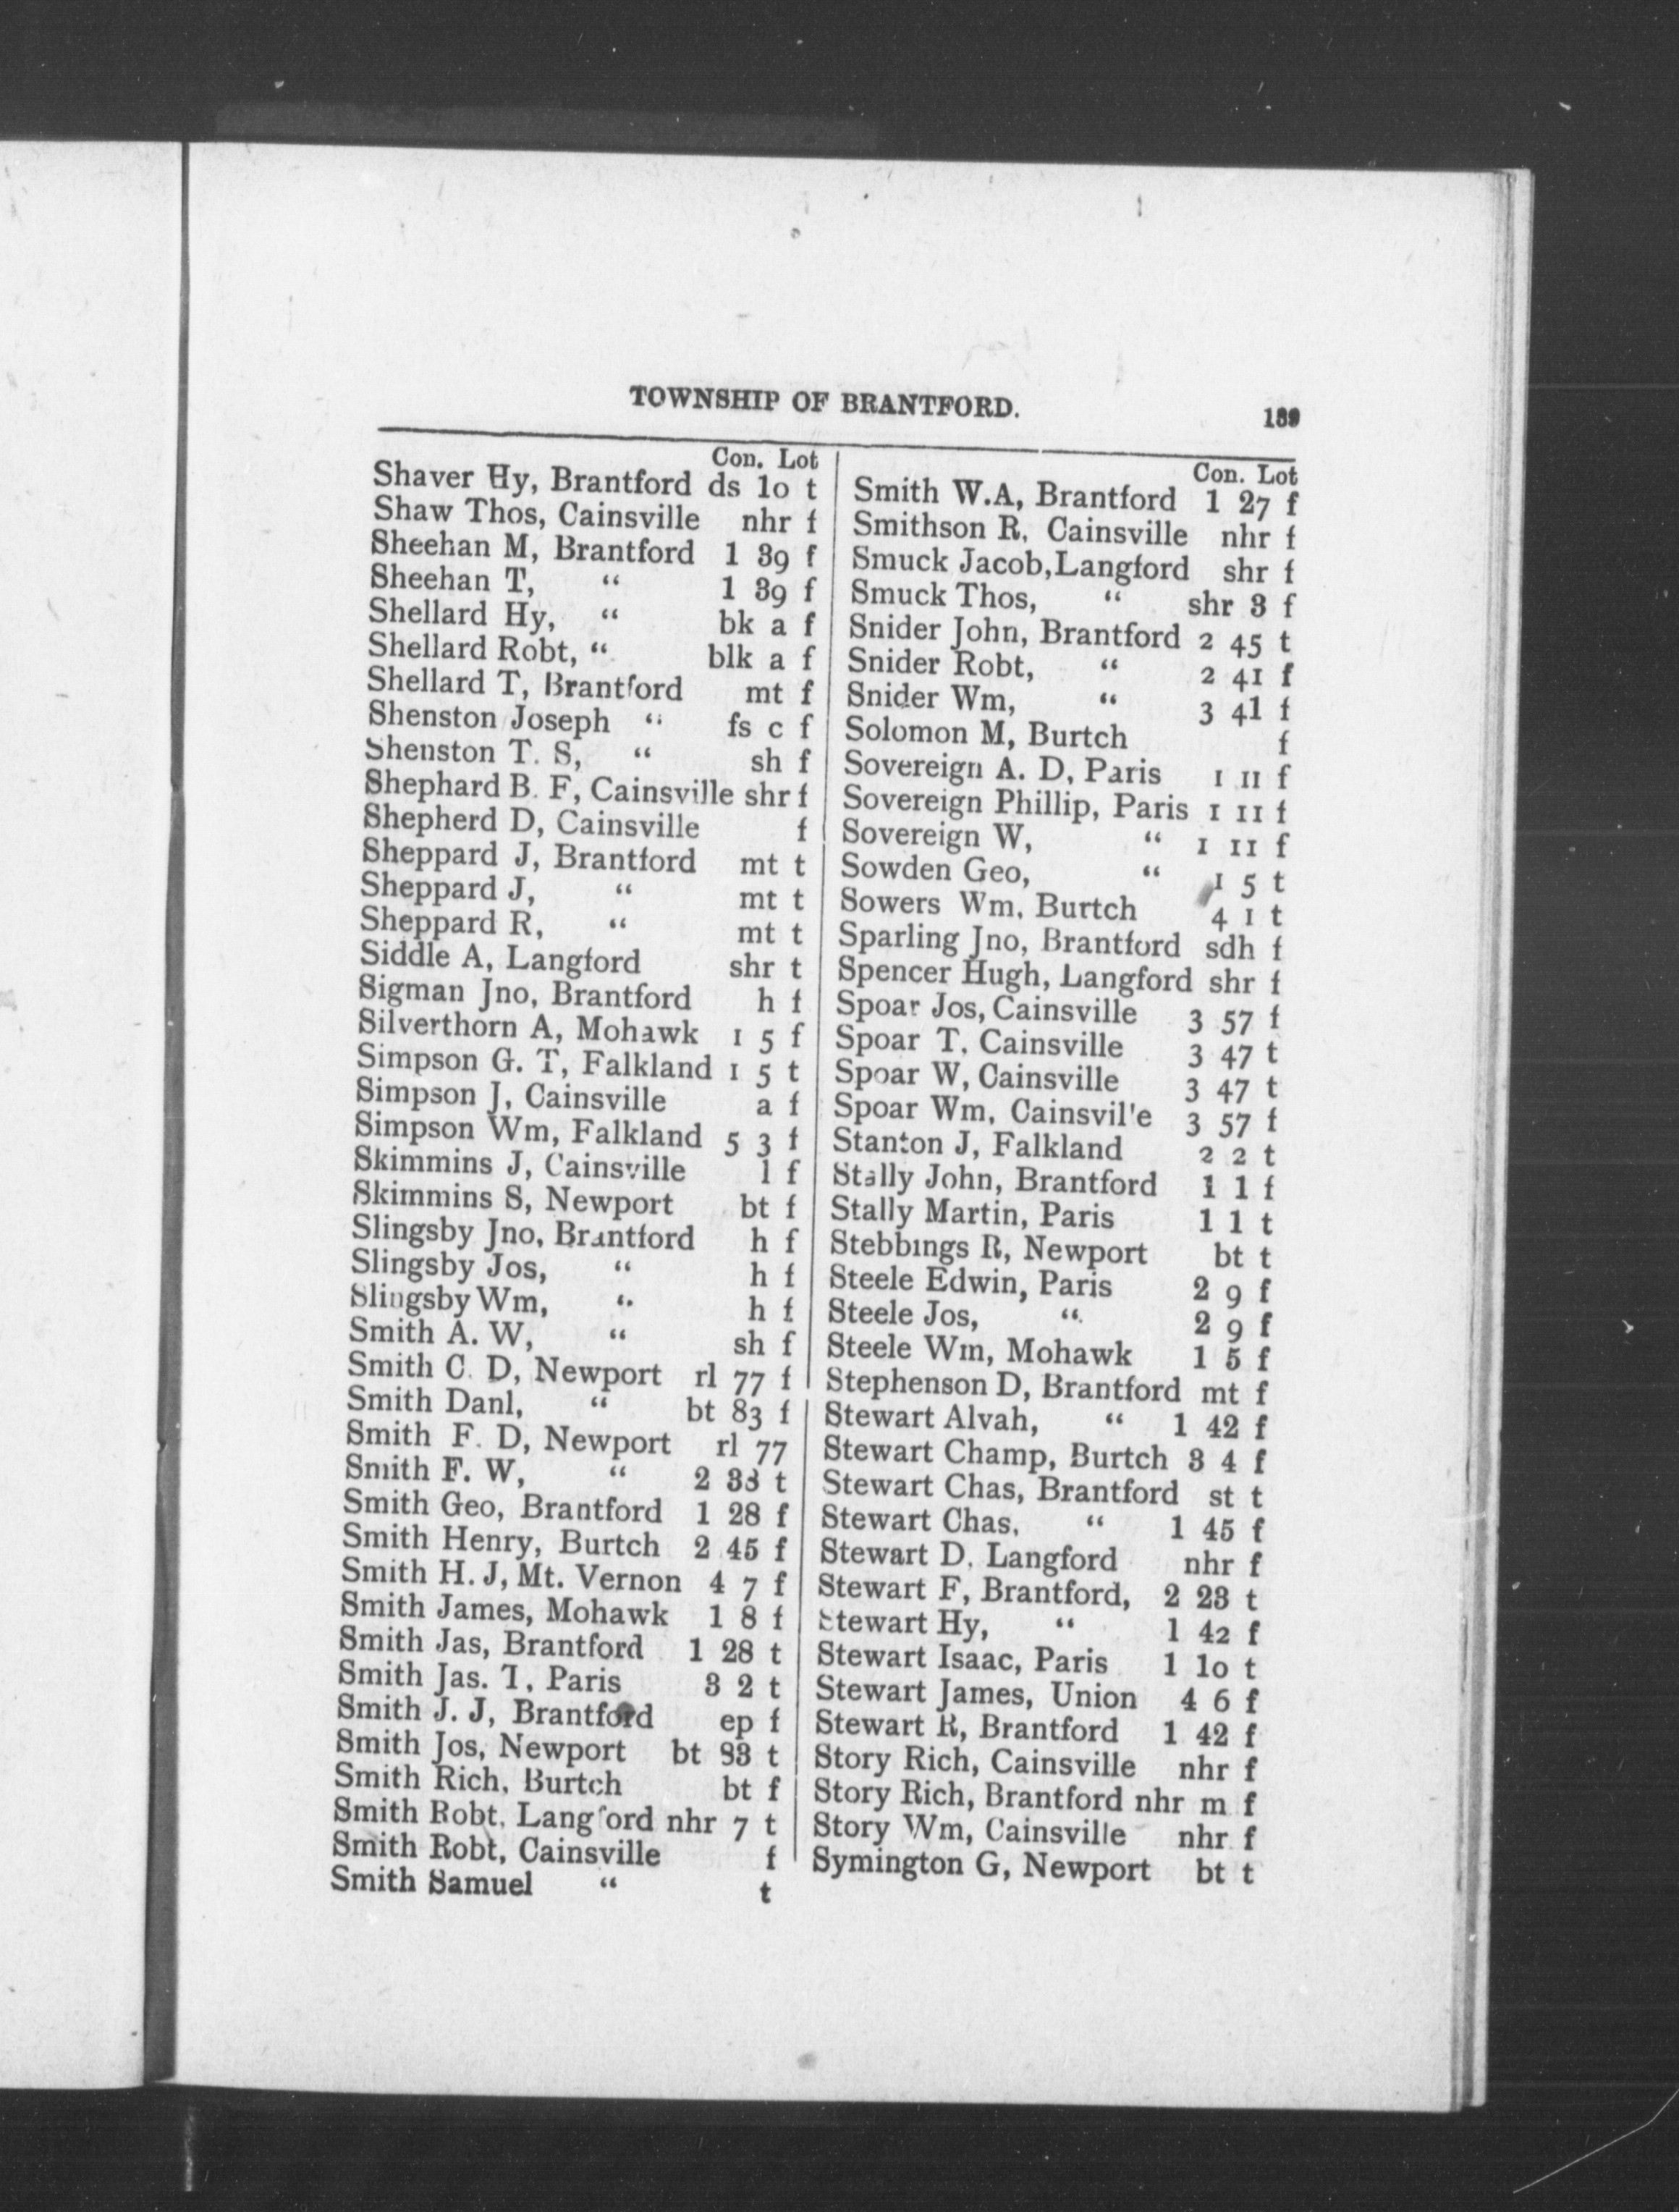 TOWNSHIP OF BRANTFORD.
189
Con. Lot
Shaver Hy, Brantford ds 10 t
Shaw Thos, Cainsville nhr f
Sheehan M, Brantford 1 39 f
Sheehan T, " 1 39 f
Shellard Hy, " bk a f
Shellard Robt, " blk a f
Shellard T, Brantford mt f
Shenston Joseph " fs c f
Shenston T. S, " sh f
Shephard B. F, Cainsville shr f
Shepherd D, Cainsville f
Sheppard J, Brantford mt t
Sheppard J, " mt t
Sheppard R, " mt t
Siddle A, Langford shr t
Sigman Jno, Brantford h f
Silverthorn A, Mohawk 1 5 f
Simpson G. T, Falkland 1 5 t
Simpson J, Cainsville a f
Simpson Wm, Falkland 5 3 f
Skimmins J, Cainsville l f
Skimmins S, Newport bt f
Slingsby Jno, Brantford h f
Slingsby Jos, " h f
Slingsby Wm, " h f
Smith A. W, " sh f
Smith C. D, Newport rl 77 f
Smith Danl, " bt 83 f
Smith F. D, Newport rl 77
Smith F. W, " 2 33 t
Smith Geo, Brantford 1 28 f
Smith Henry, Burtch 2 45 f
Smith H. J, Mt. Vernon 4 7 f
Smith James, Mohawk 1 8 f
Smith Jas, Brantford 1 28 t
Smith Jas. T, Paris 3 2 t
Smith J. J, Brantford ep f
Smith Jos, Newport bt 83 t
Smith Rich, Burtch bt f
Smith Robt, Langford nhr 7 t
Smith Robt, Cainsville f
Smith Samuel " t
Con. Lot
Smith W.A, Brantford 1 27 f
Smithson R, Cainsville nhr f
Smuck Jacob, Langford shr f
Smuck Thos, " shr 3 f
Snider John, Brantford 2 45 t
Snider Robt, " 2 41 f
Snider Wm, " 3 41 f
Solomon M, Burtch f
Sovereign A. D, Paris 1 11 f
Sovereign Phillip, Paris 1 11 f
Sovereign W, " 1 11 f
Sowden Geo, " 1 5 t
Sowers Wm, Burtch 4 1 t
Sparling Jno, Brantford sdh f
Spencer Hugh, Langford shr f
Spoar Jos, Cainsville 3 57 f
Spoar T, Cainsville 3 47 t
Spoar W, Cainsville 3 47 t
Spoar Wm, Cainsville 3 57 f
Stanton J, Falkland 2 2 t
Stally John, Brantford 1 1 f
Stally Martin, Paris 1 1 t
Stebbings R, Newport bt t
Steele Edwin, Paris 2 9 f
Steele Jos, " 2 9 f
Steele Wm, Mohawk 1 5 f
Stephenson D, Brantford mt f
Stewart Alvah, " 1 42 f
Stewart Champ, Burtch 3 4 f
Stewart Chas, Brantford st t
Stewart Chas, " 1 45 f
Stewart D, Langford nhr f
Stewart F, Brantford, 2 23 t
Stewart Hy, " 1 42 f
Stewart Isaac, Paris 1 10 t
Stewart James, Union 4 6 f
Stewart R, Brantford 1 42 f
Story Rich, Cainsville nhr f
Story Rich, Brantford nhr m f
Story Wm, Cainsville nhr f
Symington G, Newport bt t